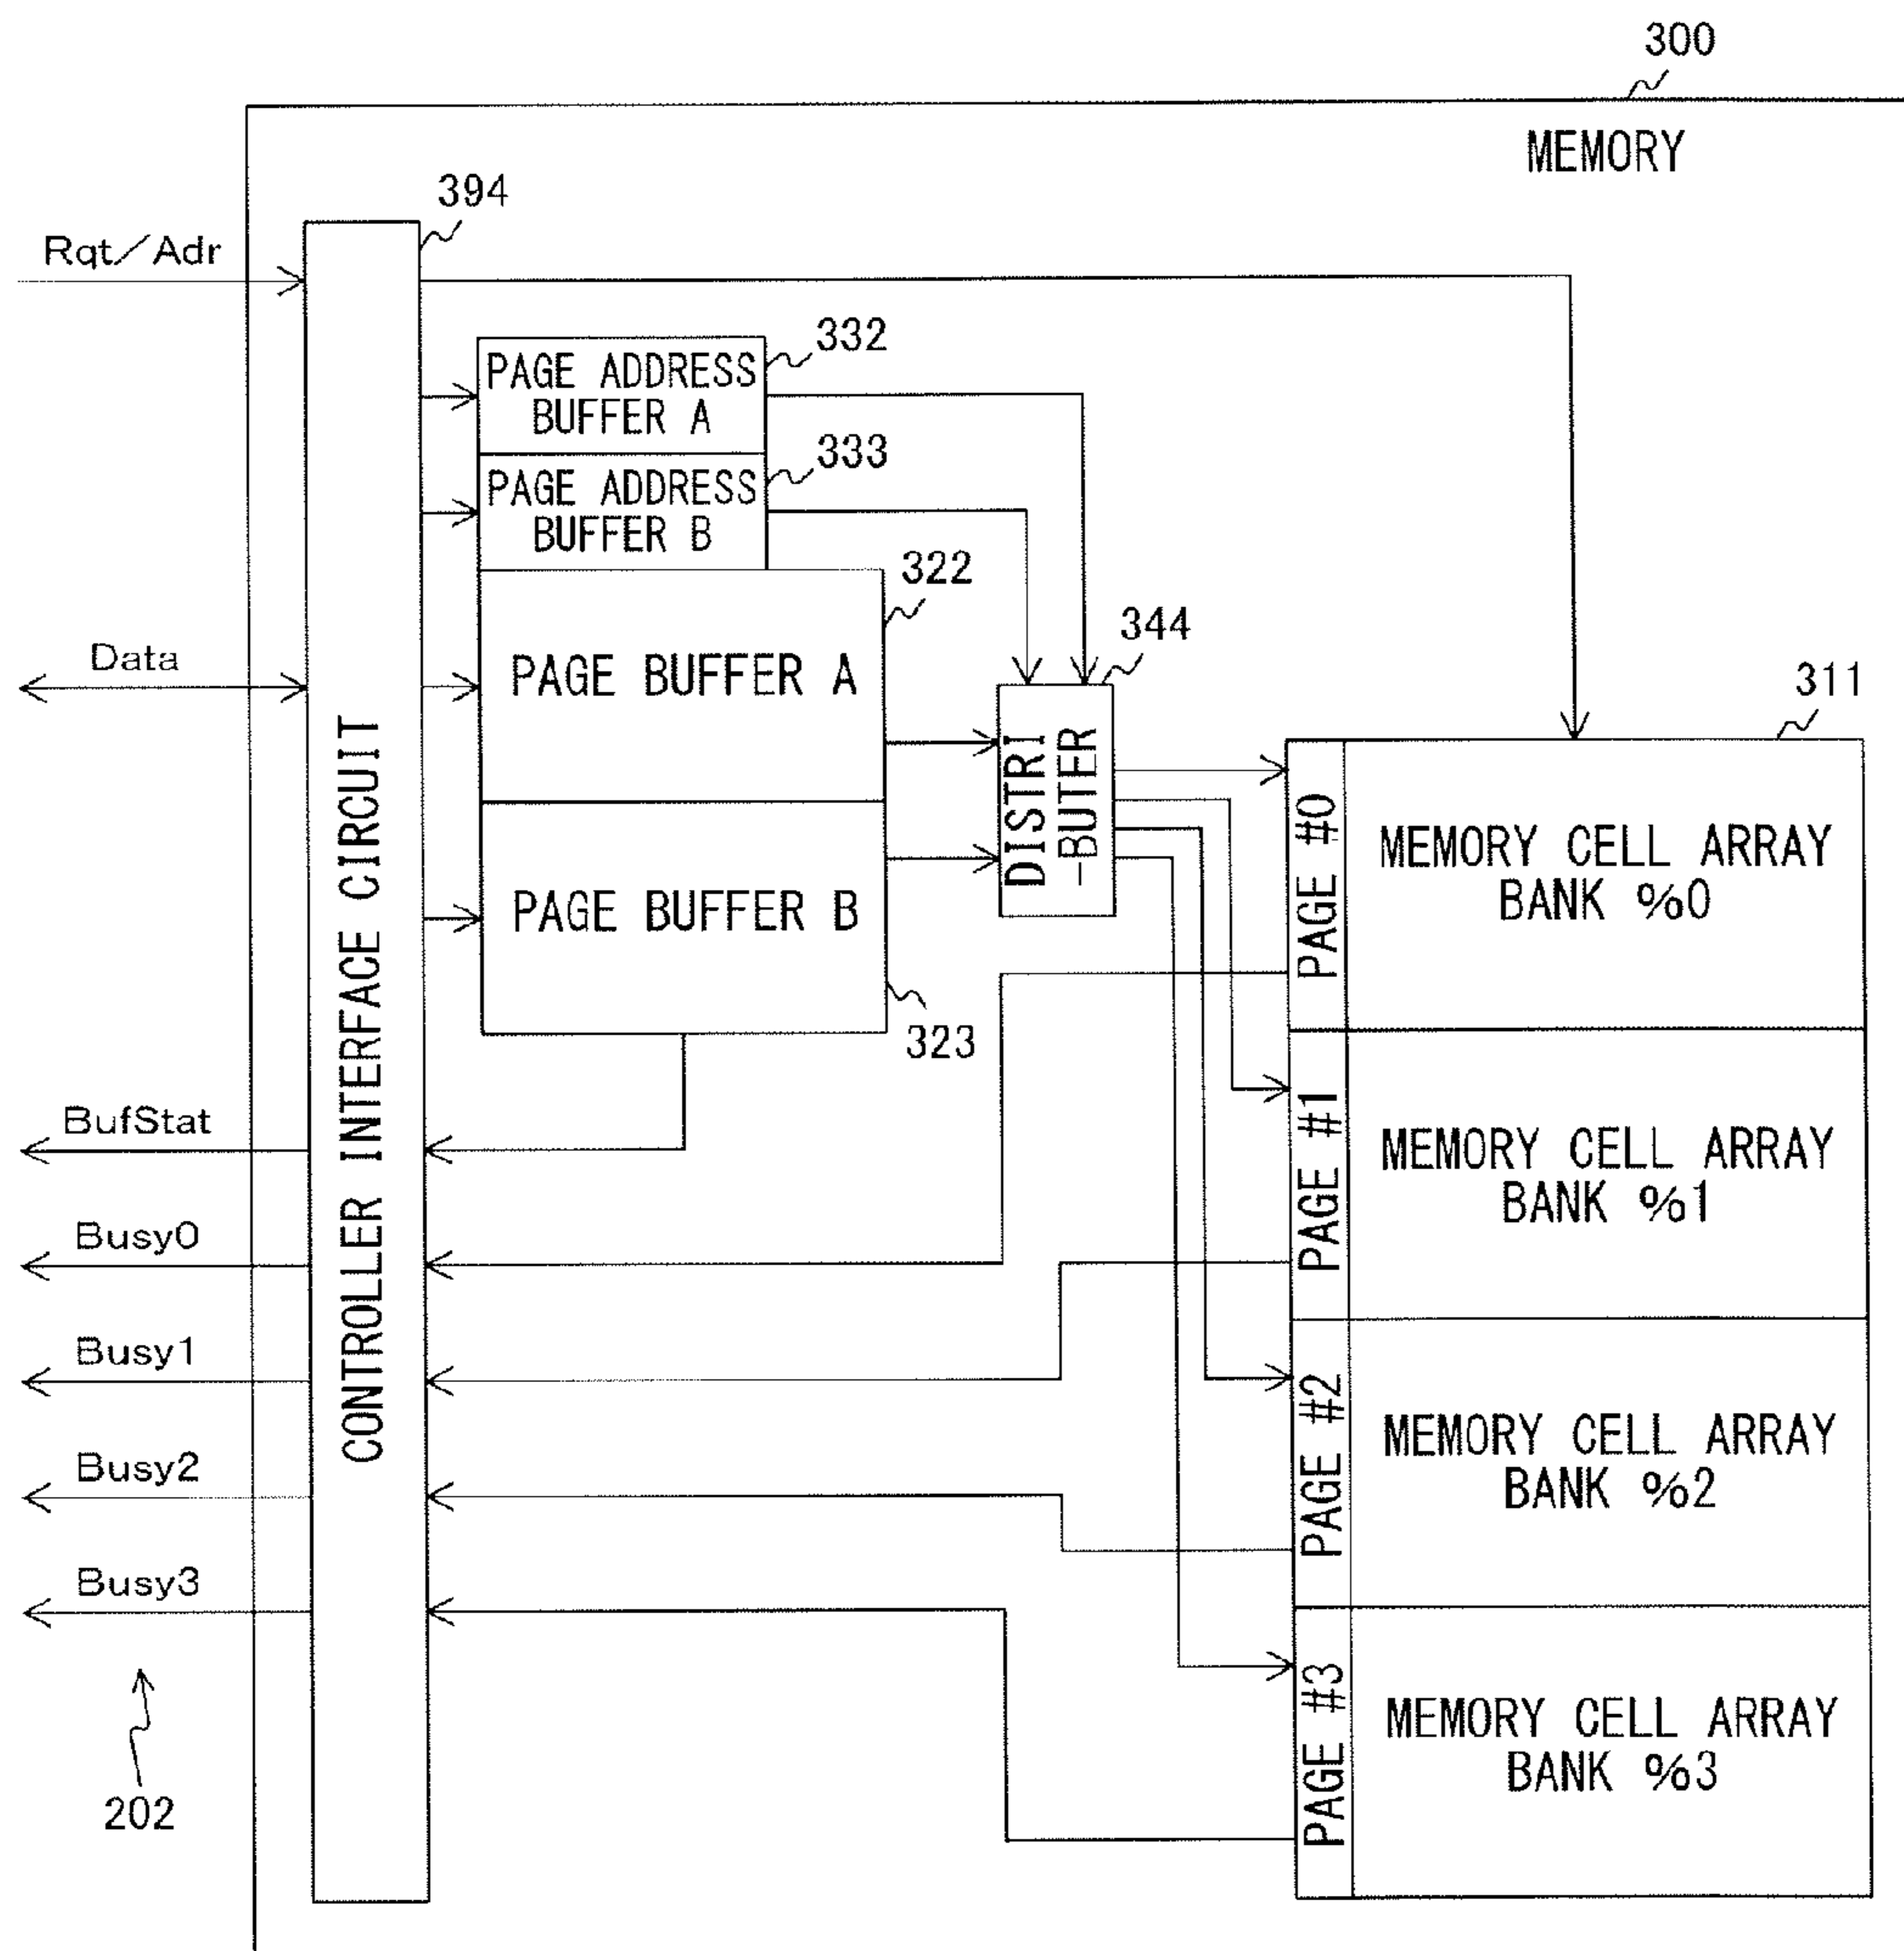 300
MEMORY
394
Rqt/Adr
332
PAGE ADDRESS
BUFFER A
333
PAGE ADDRESS
BUFFER B
322
PAGE BUFFER A
344
DISTRI
-BUTER
311
Data
PAGE BUFFER B
323
CONTROLLER INTERFACE CIRCUIT
PAGE #0
MEMORY CELL ARRAY
BANK %0
PAGE #1
MEMORY CELL ARRAY
BANK %1
PAGE #2
MEMORY CELL ARRAY
BANK %2
PAGE #3
MEMORY CELL ARRAY
BANK %3
BufStat
Busy0
Busy1
Busy2
Busy3
202